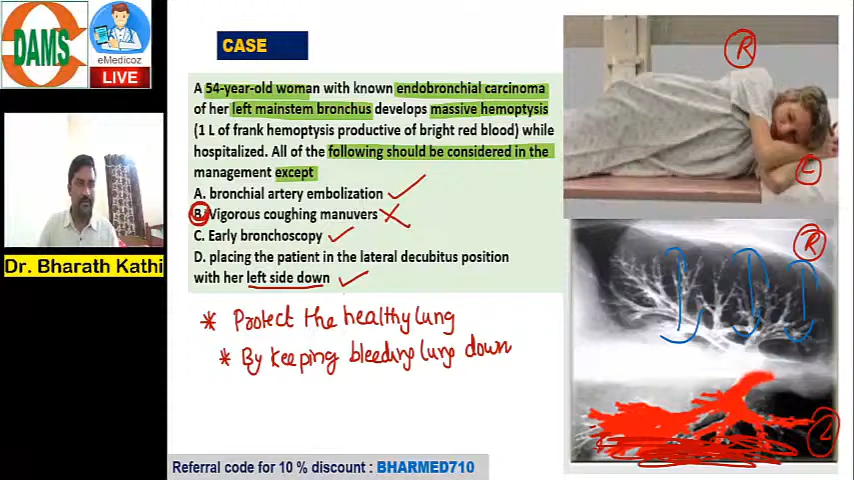 DAMS
eMedicoz
LIVE
CASE
A 54-year-old woman with known endobronchial carcinoma
of her left mainstem bronchus develops massive hemoptysis
(1 L of frank hemoptysis productive of bright red blood) while
hospitalized. All of the following should be considered in the
management except
A. bronchial artery embolization
B. Vigorous coughing manuvers
C. Early bronchoscopy
D. placing the patient in the lateral decubitus position
with her left side down
Dr. Bharath Kathi
* Protect the healthy lung
* By keeping bleeding lung down
R
L
R
L
Referral code for 10 % discount : BHARMED710